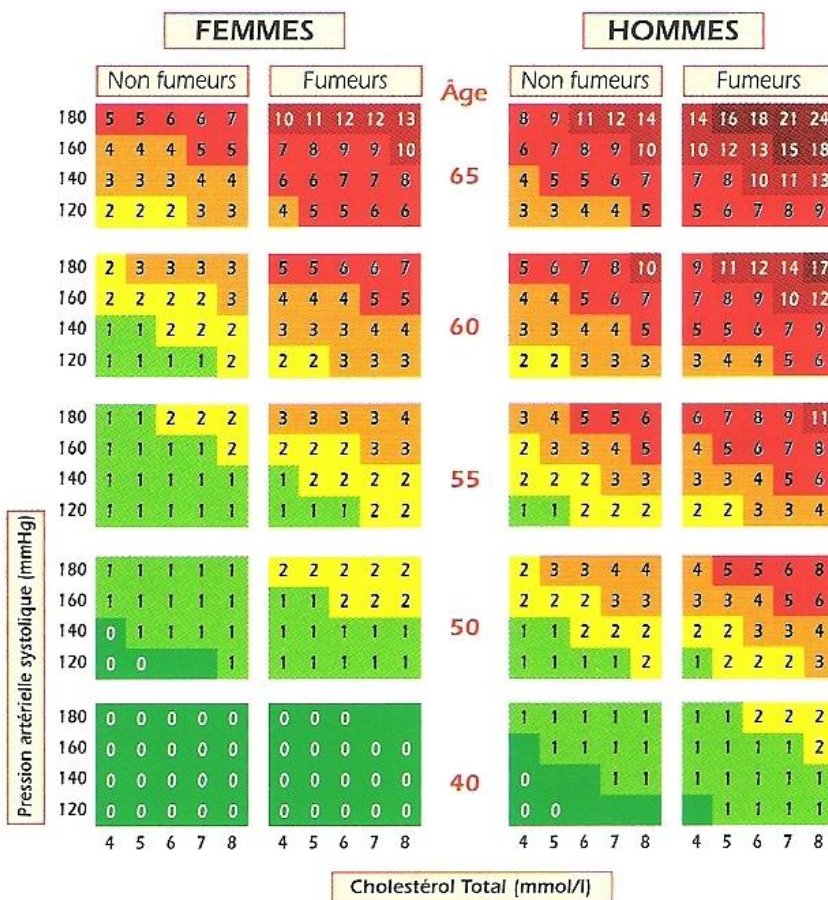 FEMMES HOMMES
Non fumeurs Fumeurs Âge Non fumeurs Fumeurs
180 5 5 6 6 7 10 11 12 12 13 8 9 11 12 14 14 16 18 21 24
160 4 4 4 5 5 7 8 9 9 10 6 7 8 9 10 10 12 13 15 18
140 3 3 3 4 4 6 6 7 7 8 65 4 5 5 6 7 7 8 10 11 13
120 2 2 2 3 3 4 5 5 6 6 3 3 4 4 5 5 6 7 8 9
180 2 3 3 3 3 5 5 6 6 7 5 6 7 8 10 9 11 12 14 17
160 2 2 2 2 3 4 4 4 5 5 4 4 5 6 7 7 8 9 10 12
140 1 1 2 2 2 3 3 3 4 4 60 3 3 4 4 5 5 5 6 7 9
120 1 1 1 1 2 2 2 3 3 3 2 2 3 3 3 3 4 4 5 6
180 1 1 2 2 2 3 3 3 3 4 3 4 5 5 6 6 7 8 9 11
160 1 1 1 1 2 2 2 2 3 3 2 3 3 4 5 4 5 6 7 8
140 1 1 1 1 1 1 2 2 2 2 55 2 2 2 3 3 3 3 4 5 6
120 1 1 1 1 1 1 1 1 2 2 1 1 2 2 2 2 2 3 3 4
180 1 1 1 1 1 2 2 2 2 2 2 3 3 4 4 4 5 5 6 8
160 1 1 1 1 1 1 1 2 2 2 2 2 2 3 3 3 3 4 5 6
140 0 1 1 1 1 1 1 1 1 1 50 1 1 2 2 2 2 2 3 3 4
120 0 0 1 1 1 1 1 1 1 1 1 1 2 1 2 2 2 3
180 0 0 0 0 0 0 0 0 1 1 1 1 1 1 1 2 2 2
160 0 0 0 0 0 0 0 0 0 0 1 1 1 1 1 1 1 1 2
140 0 0 0 0 0 0 0 0 0 0 40 0 1 1 1 1 1 1 1
120 0 0 0 0 0 0 0 0 0 0 0 0 1 1 1 1
4 5 6 7 8 4 5 6 7 8 4 5 6 7 8 4 5 6 7 8
Pression artérielle systolique (mmHg)
Cholestérol Total (mmol/l)